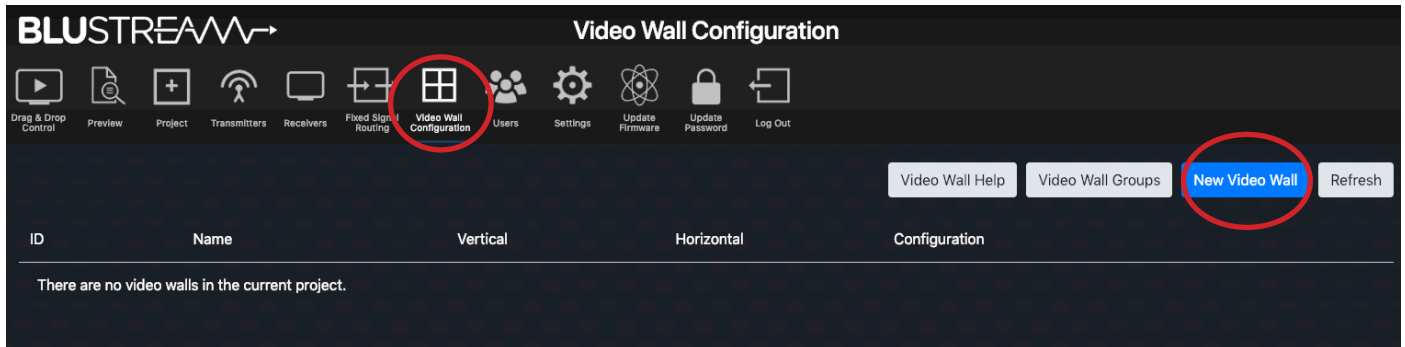 BLUSTREAM
Video Wall Configuration
Drag & Drop
Control
Preview
Project
Transmitters
Receivers
Fixed Signal
Routing
Video Wall
Configuration
Users
Settings
Update
Firmware
Update
Password
Log Out
Video Wall Help
Video Wall Groups
New Video Wall
Refresh
ID Name Vertical Horizontal Configuration
There are no video walls in the current project.